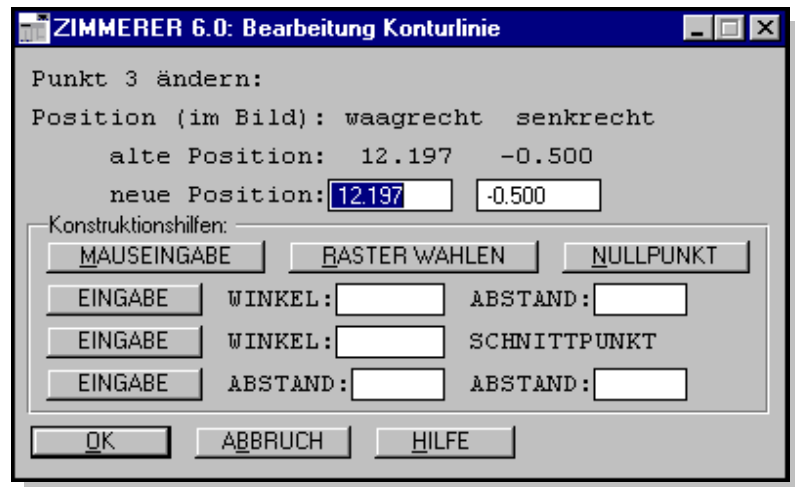 ZIMMERER 6.0: Bearbeitung Konturlinie
Punkt 3 ändern:
Position (im Bild): waagrecht senkrecht
alte Position: 12.197 -0.500
neue Position: 12.197 -0.500
Konstruktionshilfen:
MAUSEINGABE RASTER WÄHLEN NULLPUNKT
EINGABE WINKEL: ABSTAND:
EINGABE WINKEL: SCHNITTPUNKT
EINGABE ABSTAND: ABSTAND:
OK ABBRUCH HILFE